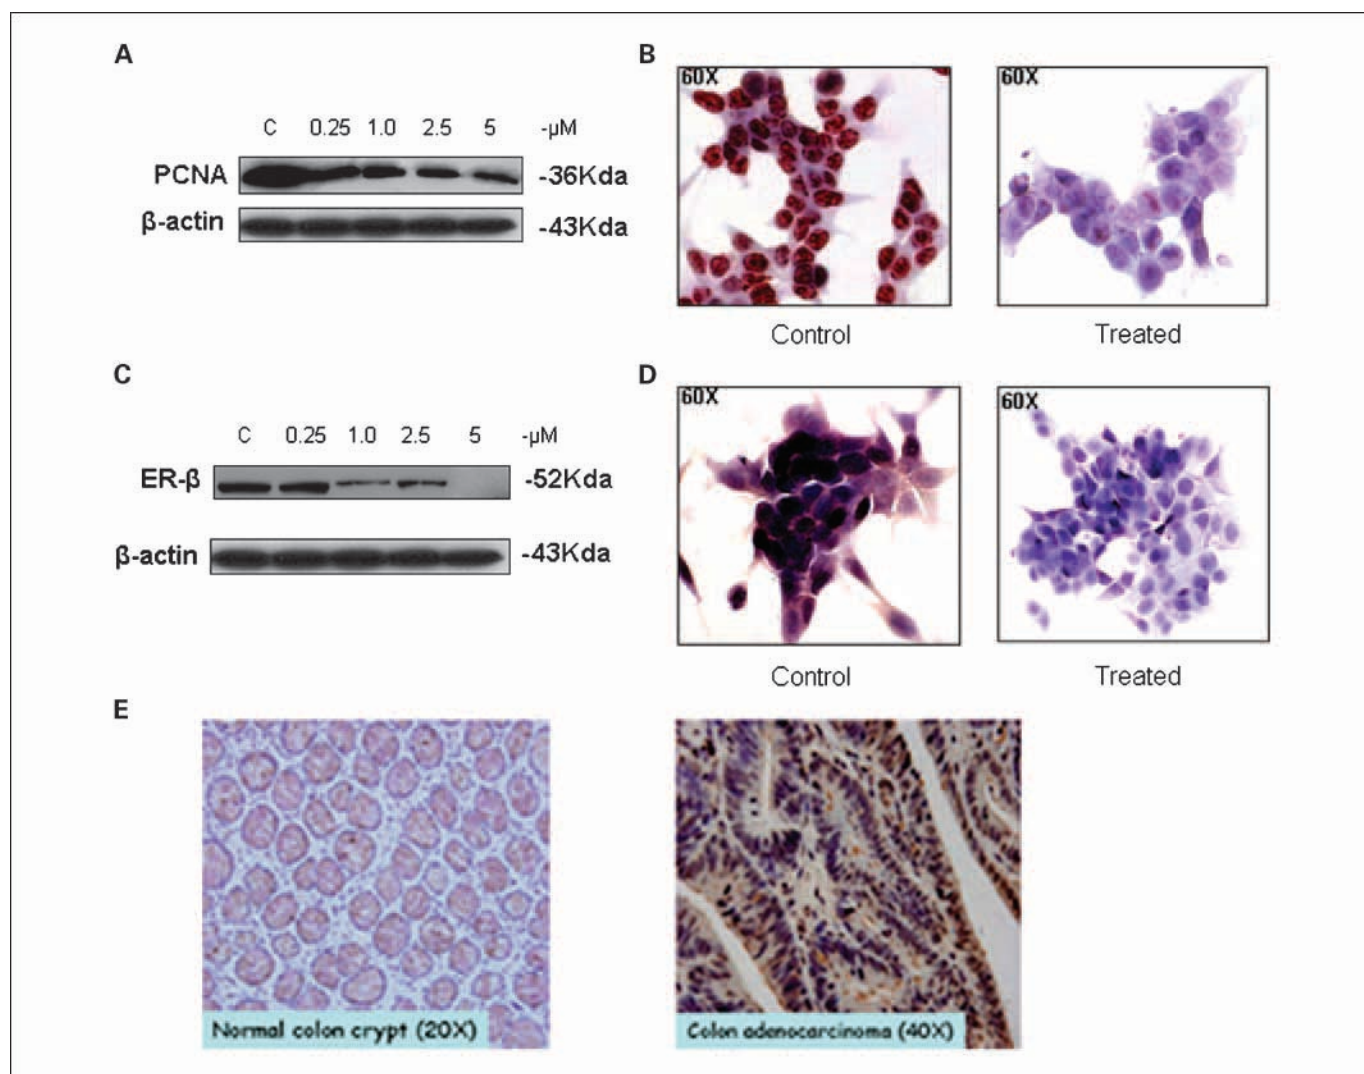 A
C 0.25 1.0 2.5 5 -µM
PCNA -36Kda
β-actin -43Kda
B
60X
60X
Control
Treated
C
C 0.25 1.0 2.5 5 -µM
ER-β -52Kda
β-actin -43Kda
D
60X
60X
Control
Treated
E
Normal colon crypt (20X)
Colon adenocarcinoma (40X)